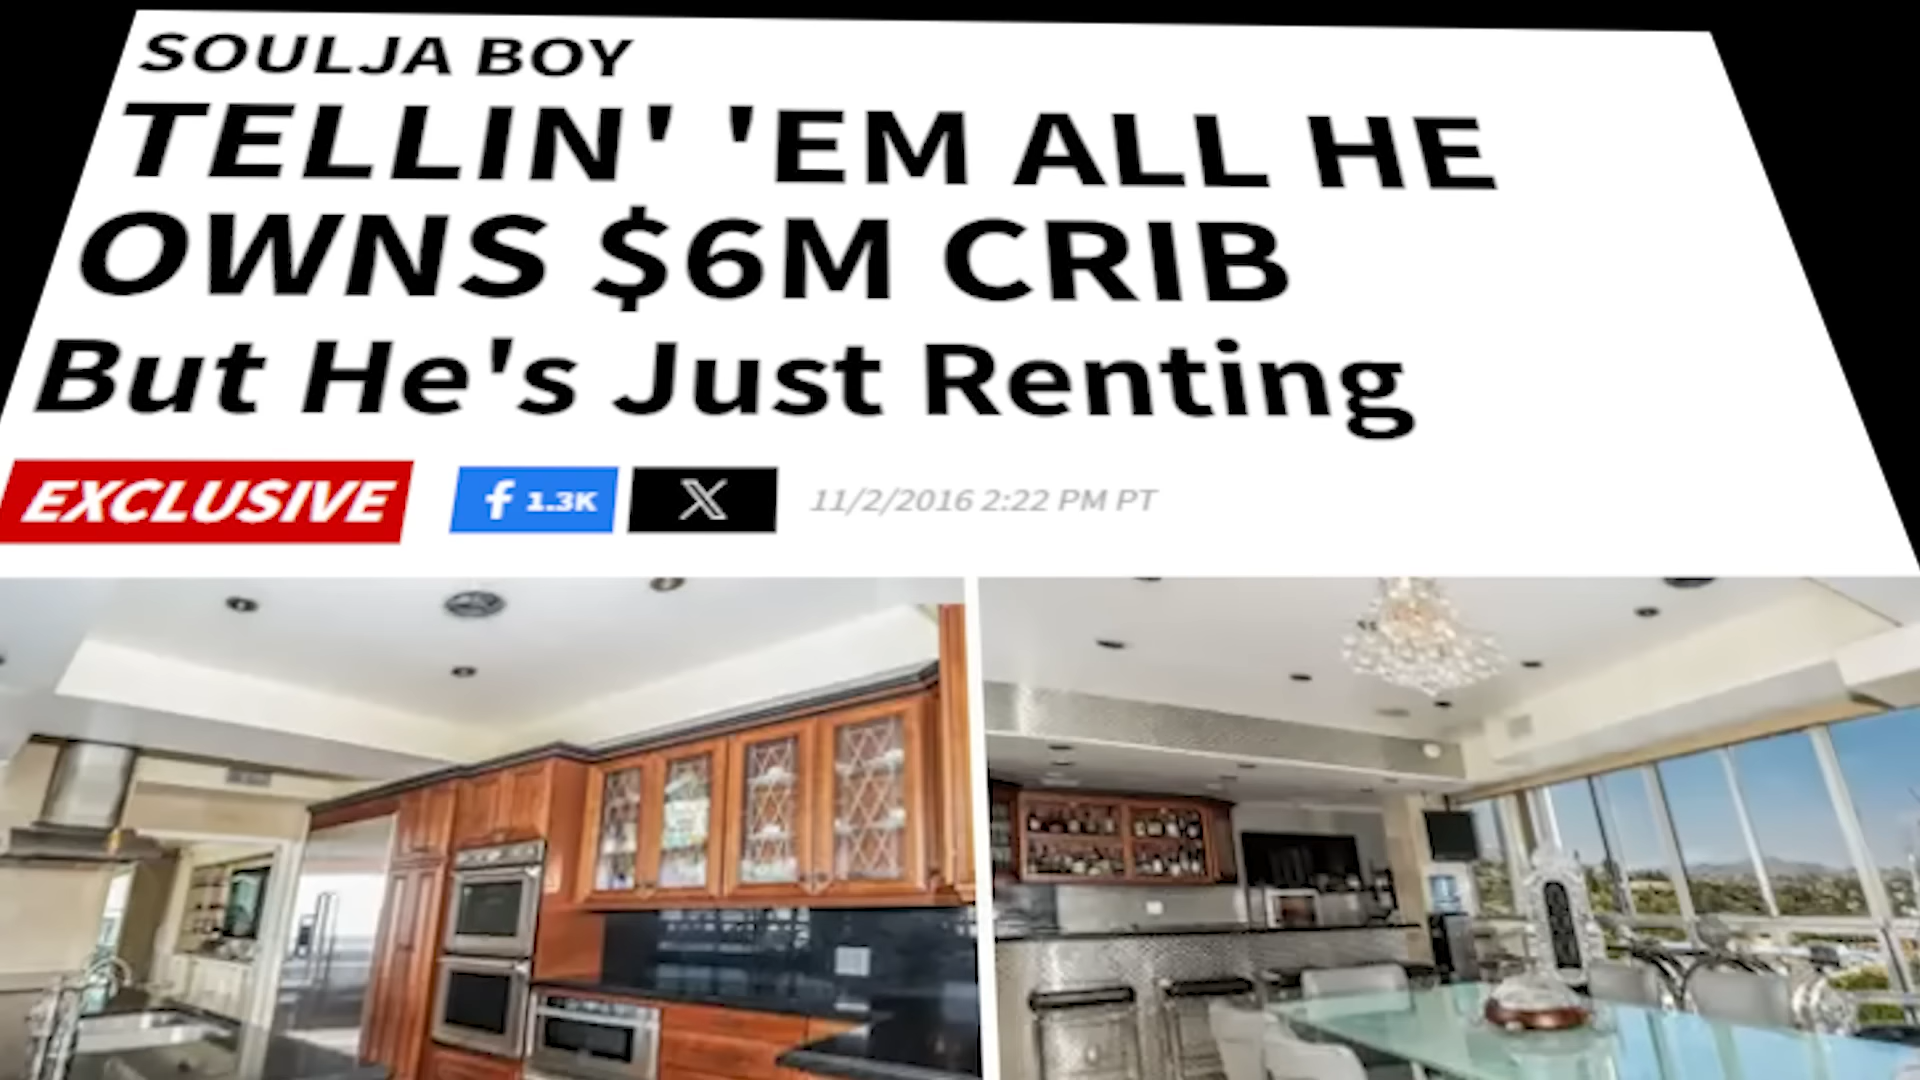 SOULJA BOY
TELLIN' 'EM ALL HE
OWNS $6M CRIB
But He's Just Renting
EXCLUSIVE
f 1.3K
X
11/2/2016 2:22 PM PT